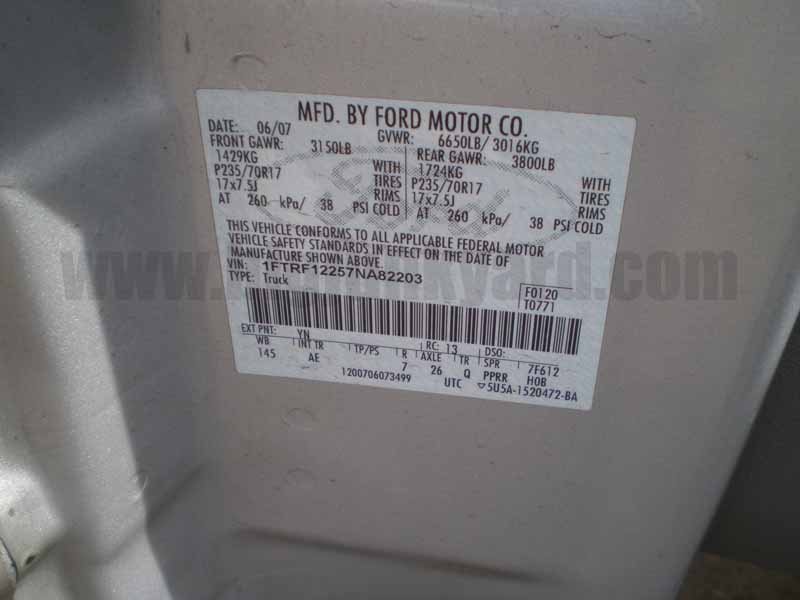 MFD. BY FORD MOTOR CO.
DATE: 06/07 GVWR: 6650LB/ 3016KG
FRONT GAWR: 3150LB REAR GAWR: 3800LB
1429KG WITH 1724KG WITH
P235/70R17 TIRES P235/70R17 TIRES
17x7.5J RIMS 17x7.5J RIMS
AT 260 kPa/ 38 PSI COLD AT 260 kPa/ 38 PSI COLD
THIS VEHICLE CONFORMS TO ALL APPLICABLE FEDERAL MOTOR
VEHICLE SAFETY STANDARDS IN EFFECT ON THE DATE OF
MANUFACTURE SHOWN ABOVE.
VIN: 1FTRF12257NA82203
TYPE: Truck
F0120
T0771
EXT PNT: YN RC: 13 DSO:
WB INT TR TP/PS R AXLE TR SPR 7F612
145 AE 7 26 Q PPRR HOB
1200706073499 UTC ▽5U5A-1520472-BA
Ford